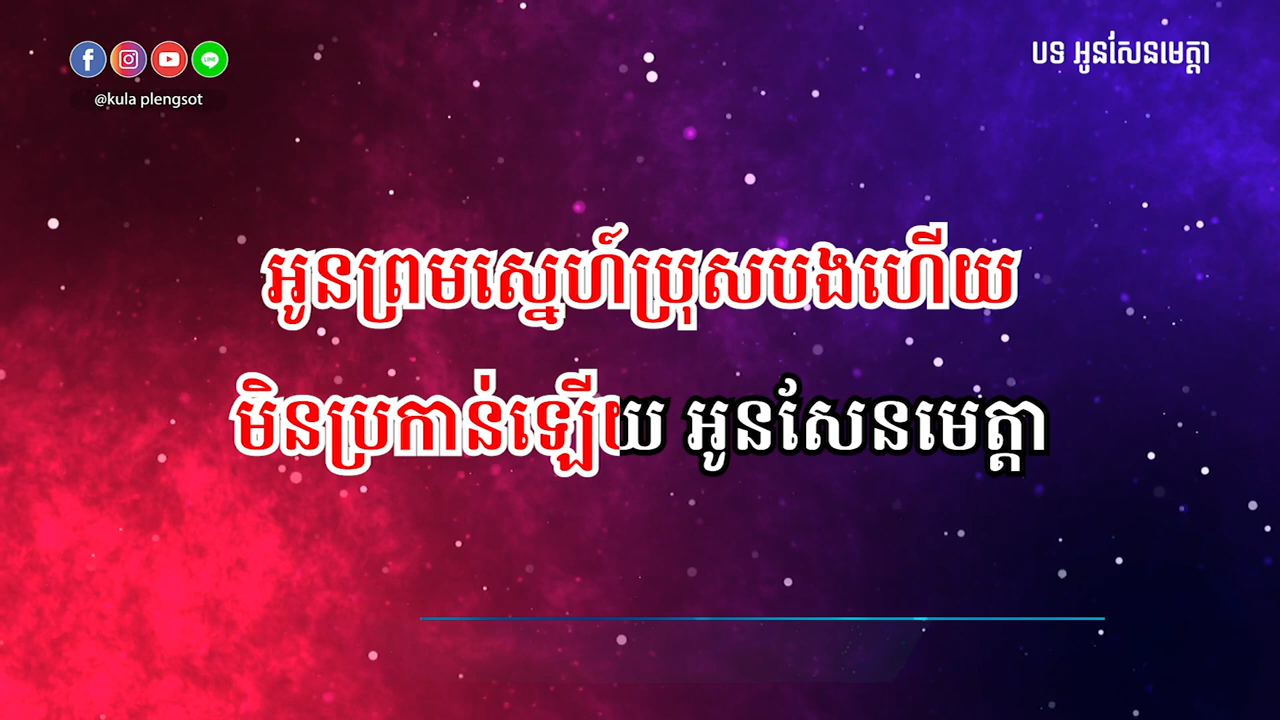 @kula plengsot
បទ អូនសែនមេត្តា
អូនព្រមស្នេហ៍ប្រុសបងហើយ
មិនប្រកាន់ឡើយ អូនសែនមេត្តា